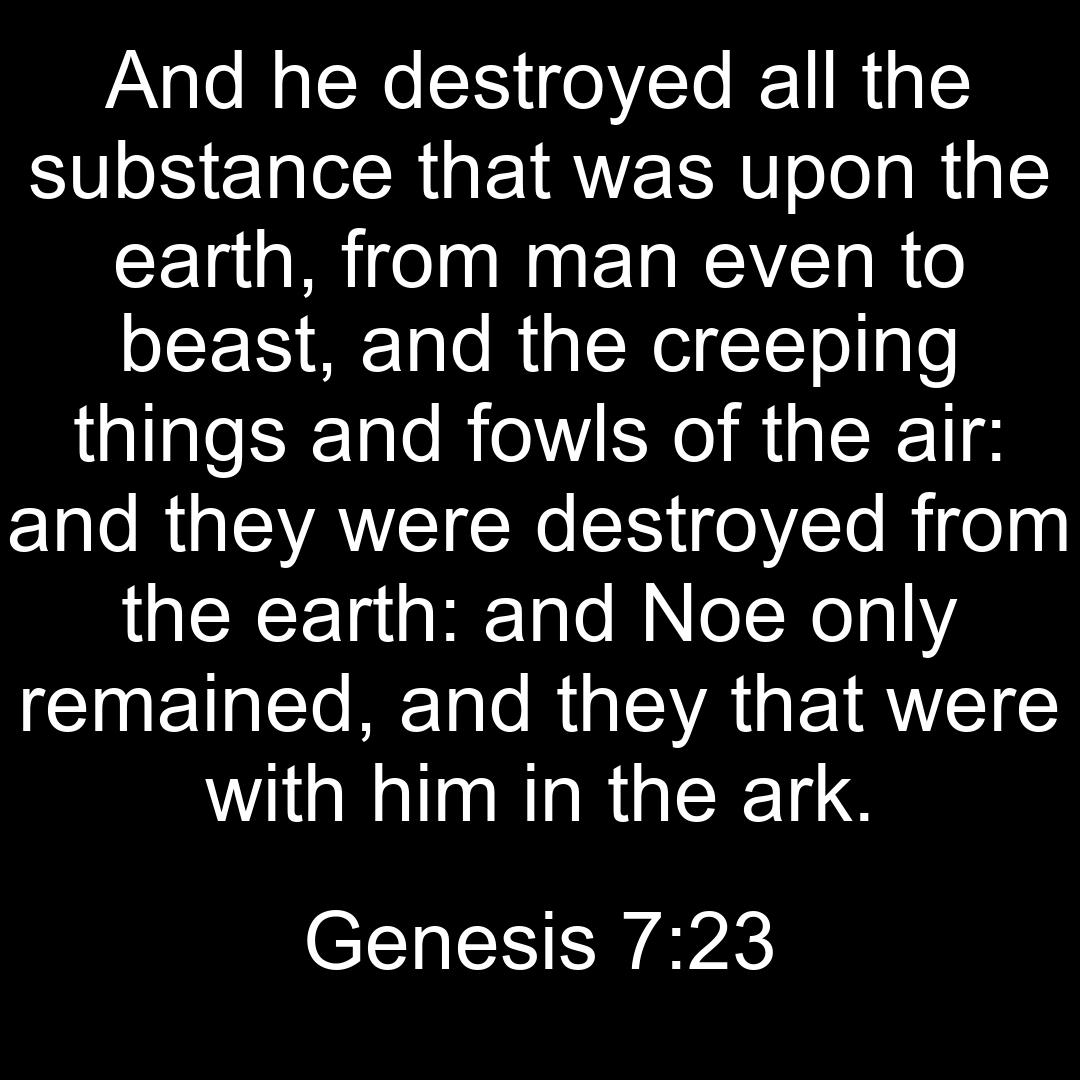 And he destroyed all the
substance that was upon the
earth, from man even to
beast, and the creeping
things and fowls of the air:
and they were destroyed from
the earth: and Noe only
remained, and they that were
with him in the ark.
Genesis 7:23